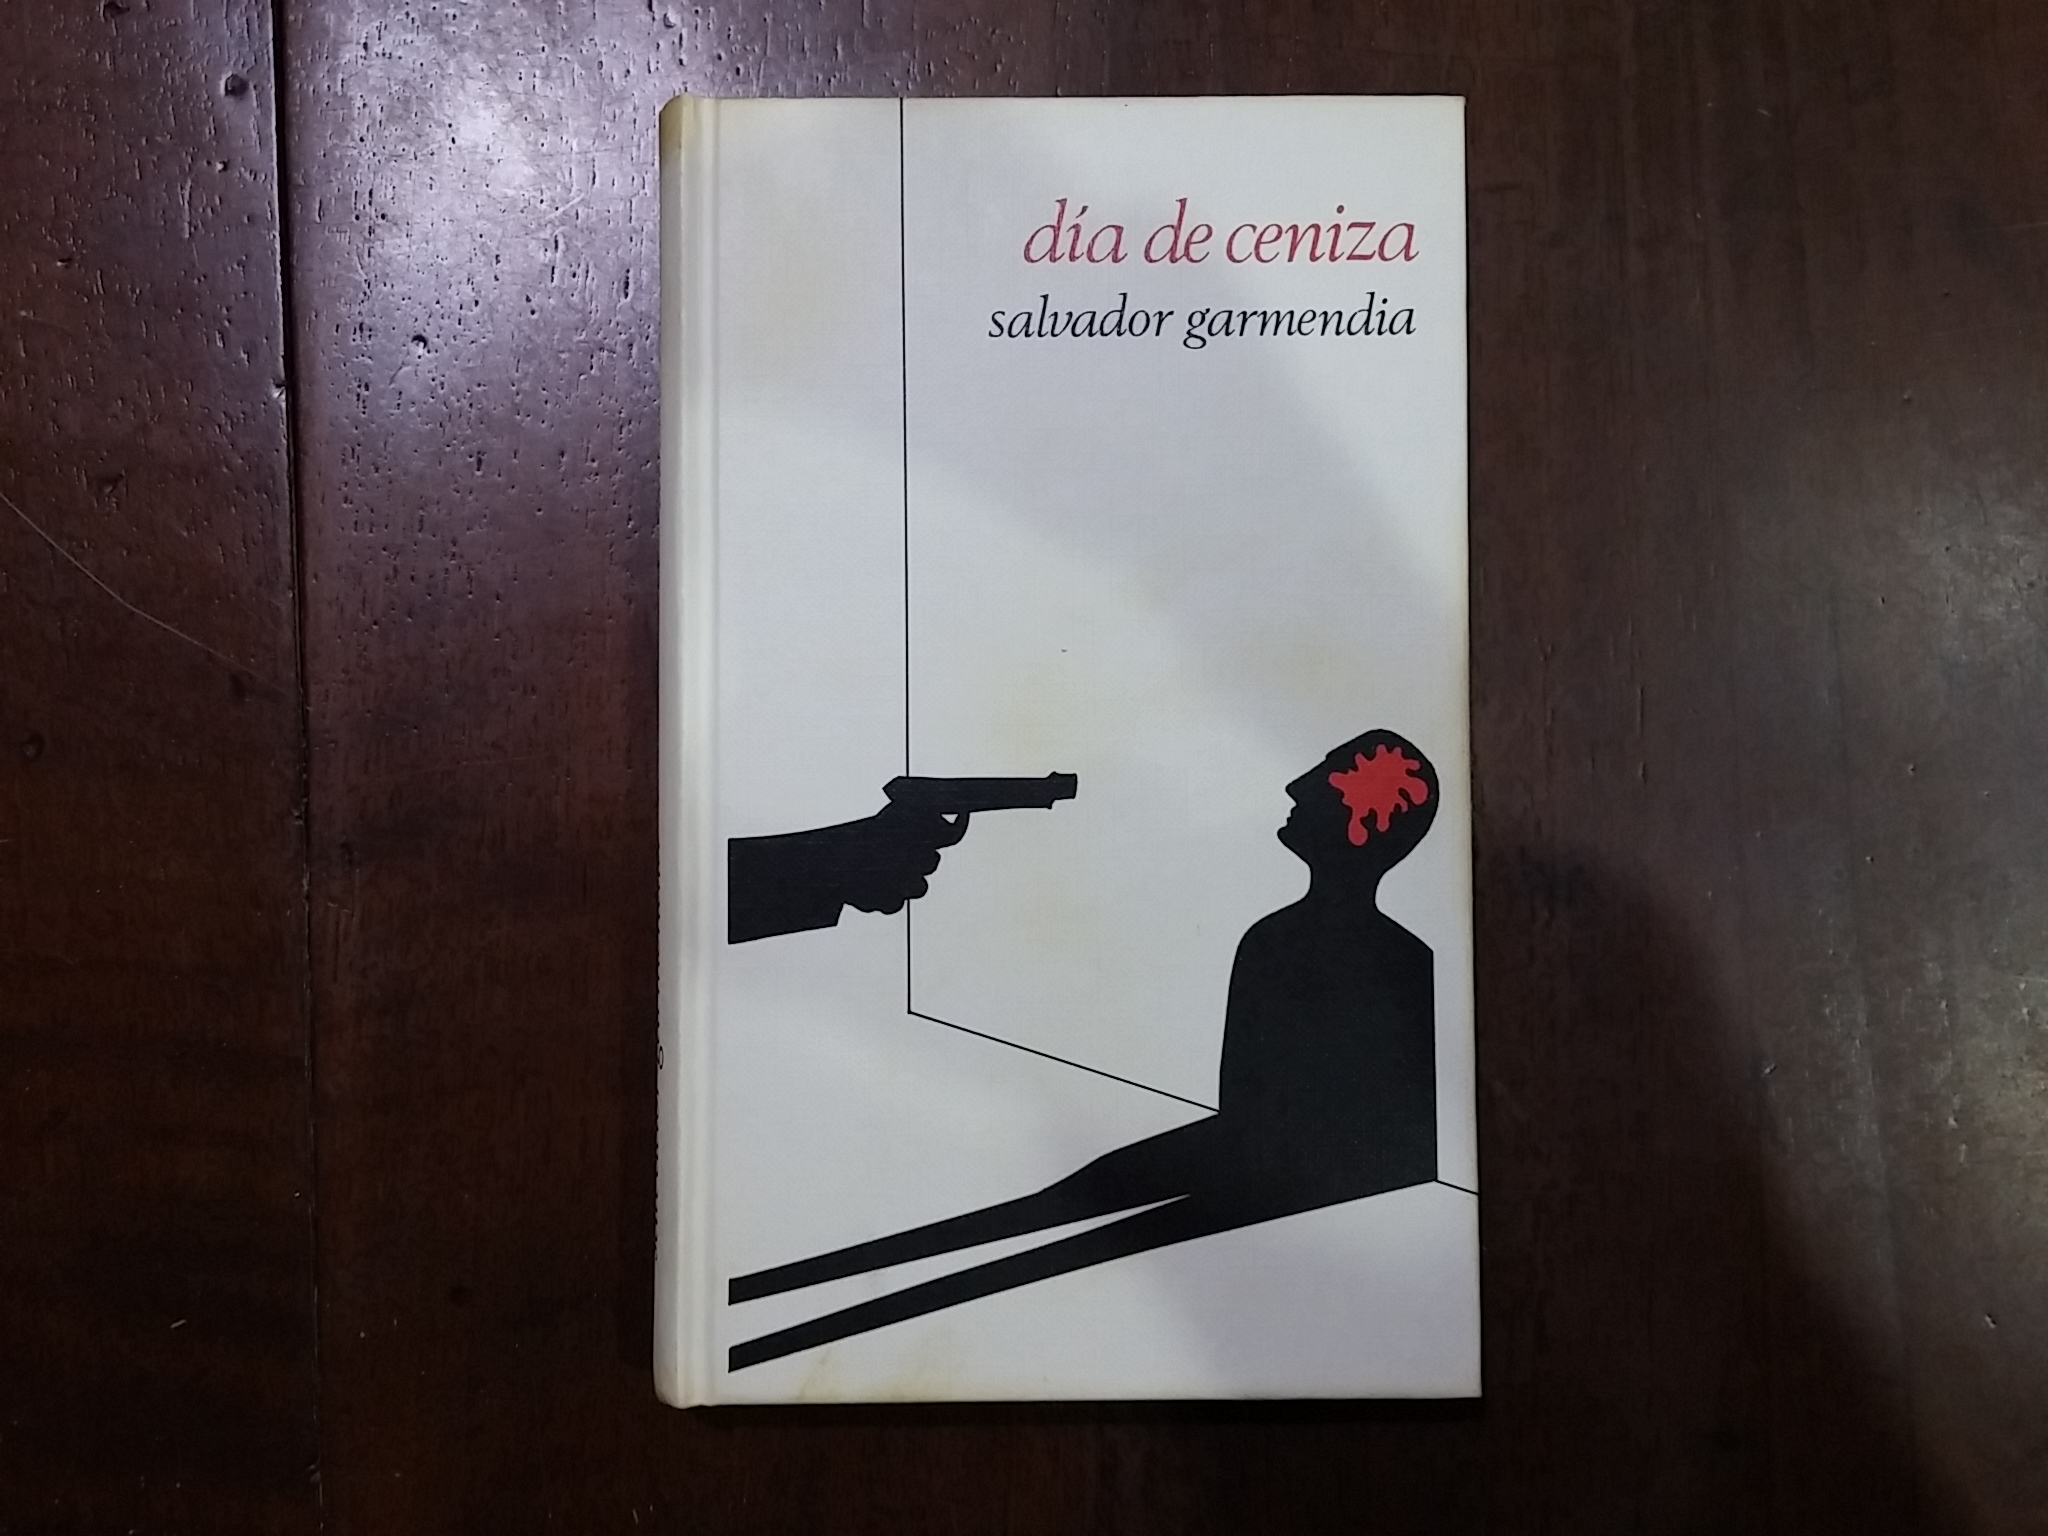 día de ceniza
salvador garmendia